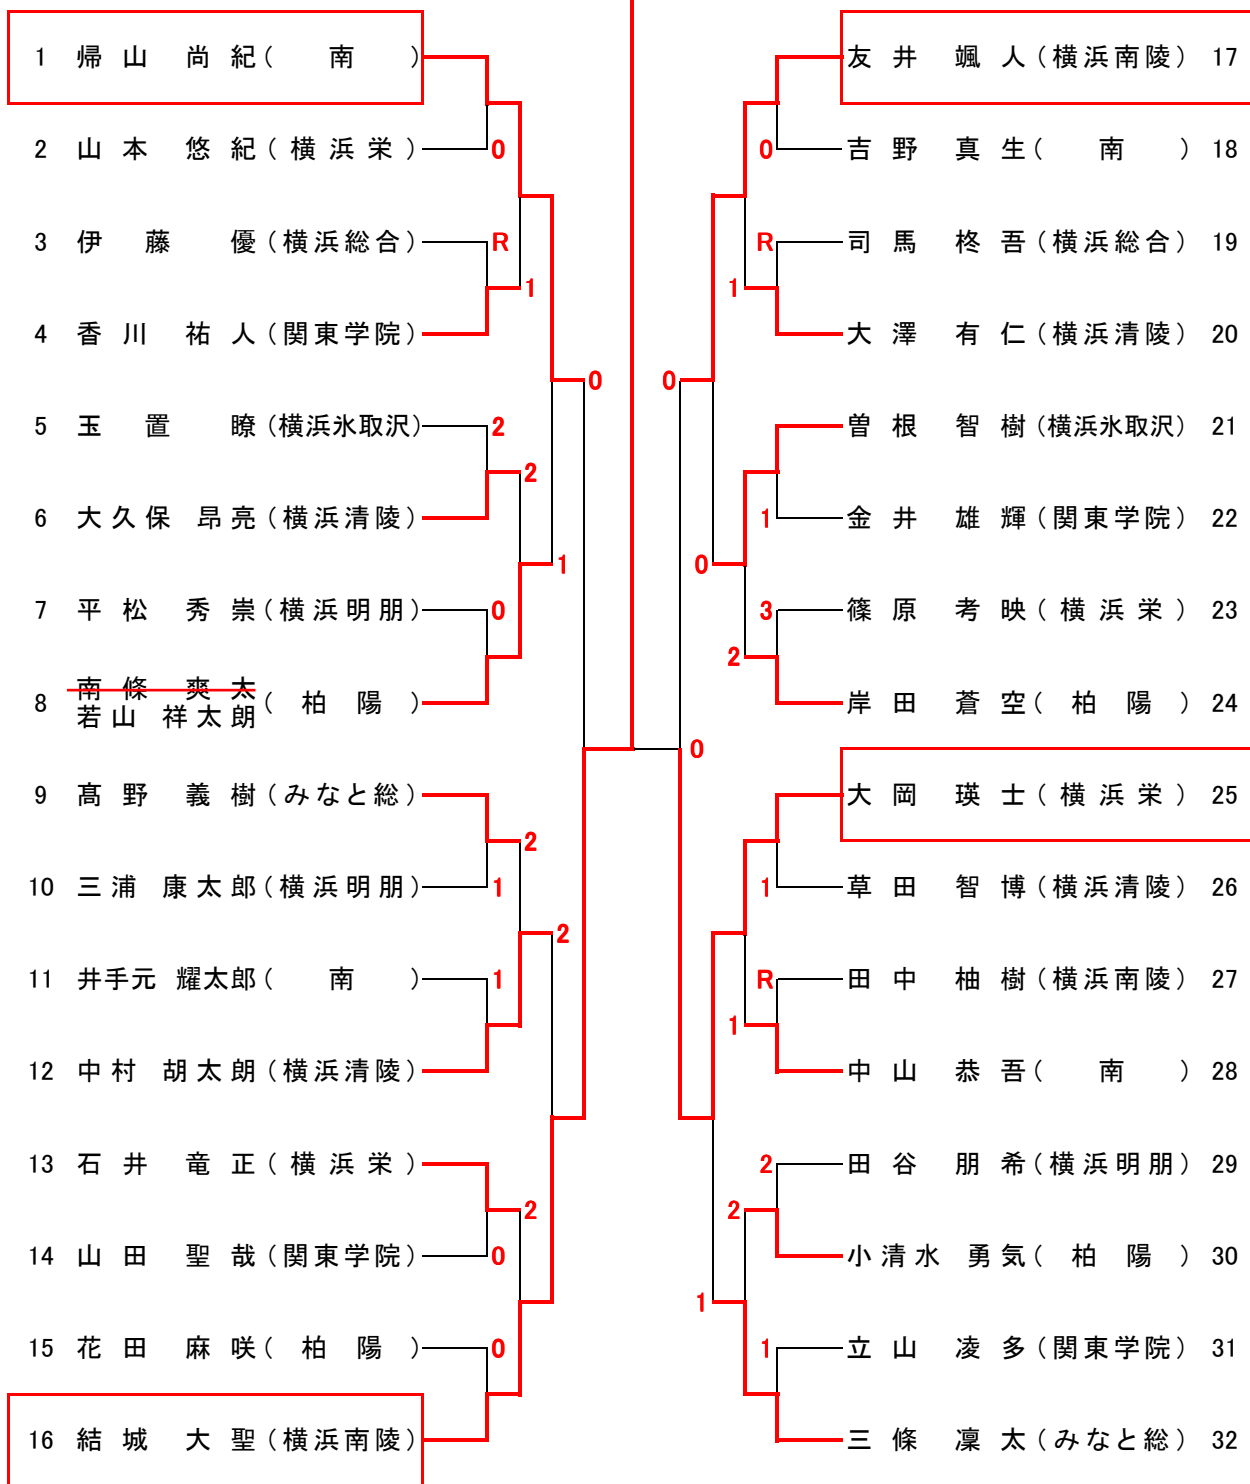 1 帰山 尚紀(南)
2 山本 悠紀(横浜栄)
0
3 伊藤 優(横浜総合)
R
1
4 香川 祐人(関東学院)
0
5 玉置 瞭(横浜氷取沢)
2
2
6 大久保 昂亮(横浜清陵)
1
7 平松 秀崇(横浜明朋)
0
南條 爽太
8 若山 祥太朗(柏陽)
9 髙野 義樹(みなと総)
2
10 三浦 康太郎(横浜明朋)
1
2
11 井手元 耀太郎(南)
1
12 中村 胡太朗(横浜清陵)
13 石井 竜正(横浜栄)
2
14 山田 聖哉(関東学院)
0
15 花田 麻咲(柏陽)
0
16 結城 大聖(横浜南陵)
友井 颯人(横浜南陵) 17
0
吉野 真生(南) 18
R
司馬 柊吾(横浜総合) 19
1
大澤 有仁(横浜清陵) 20
0
曽根 智樹(横浜氷取沢) 21
1
金井 雄輝(関東学院) 22
0
3
篠原 考映(横浜栄) 23
2
岸田 蒼空(柏陽) 24
0
大岡 瑛士(横浜栄) 25
1
草田 智博(横浜清陵) 26
R
田中 柚樹(横浜南陵) 27
1
中山 恭吾(南) 28
2
田谷 朋希(横浜明朋) 29
2
小清水 勇気(柏陽) 30
1
1
立山 凌多(関東学院) 31
三條 凜太(みなと総) 32